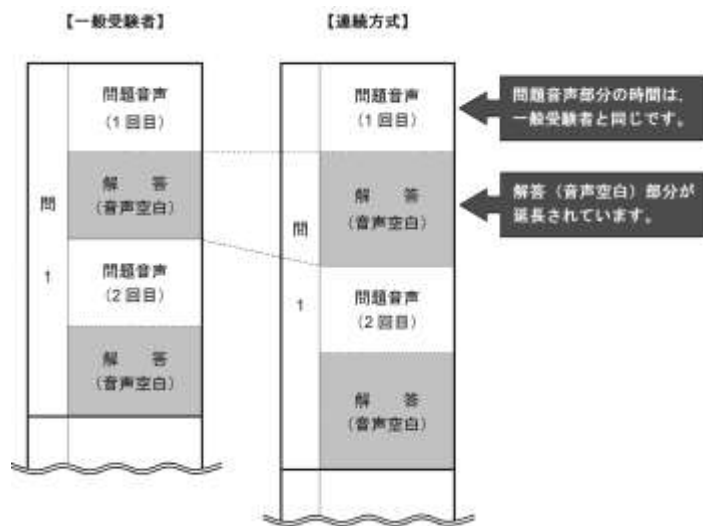 【一般受験者】
問
1
問題音声
(1回目)
解 答
(音声空白)
問題音声
(2回目)
解 答
(音声空白)
【連続方式】
問
1
問題音声
(1回目)
解 答
(音声空白)
問題音声
(2回目)
解 答
(音声空白)
問題音声部分の時間は、
一般受験者と同じです。
解答（音声空白）部分が
延長されています。